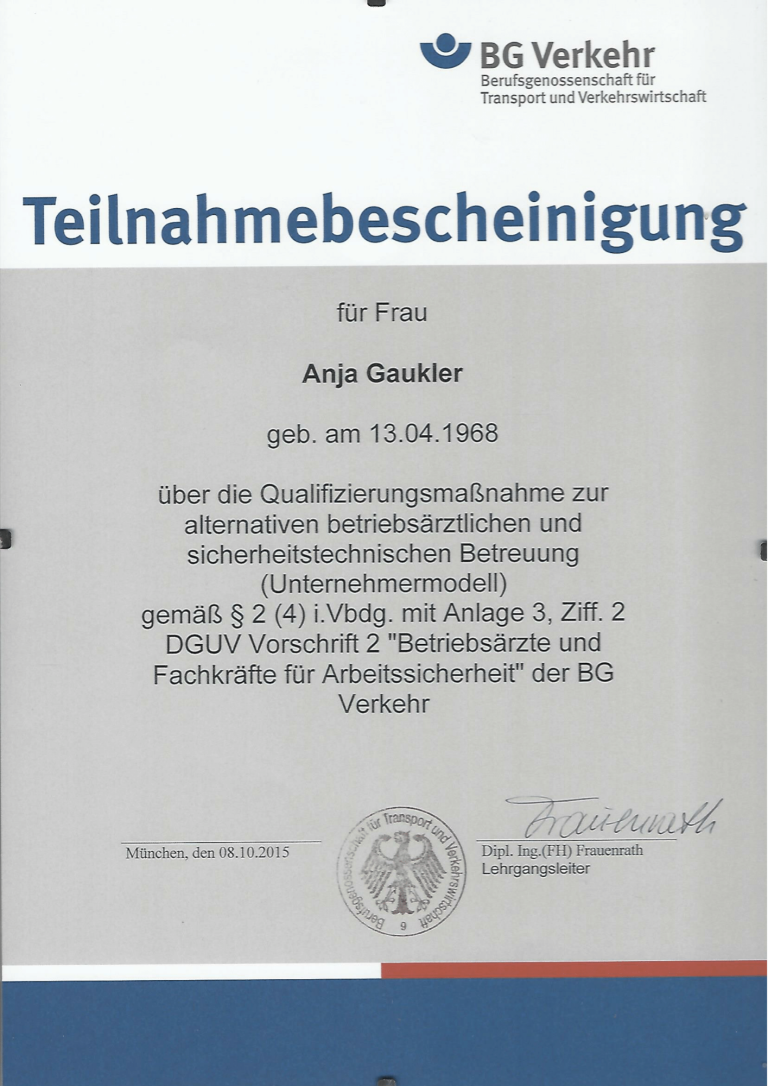 BG Verkehr
Berufsgenossenschaft für
Transport und Verkehrswirtschaft
Teilnahmebescheinigung
für Frau
Anja Gaukler
geb. am 13.04.1968
über die Qualifizierungsmaßnahme zur
alternativen betriebsärztlichen und
sicherheitstechnischen Betreuung
(Unternehmermodell)
gemäß § 2 (4) i.Vbdg. mit Anlage 3, Ziff. 2
DGUV Vorschrift 2 "Betriebsärzte und
Fachkräfte für Arbeitssicherheit" der BG
Verkehr
Frauenrath
München, den 08.10.2015
Berufsgenossenschaft für Transport und Verkehrswirtschaft
9
Dipl. Ing.(FH) Frauenrath
Lehrgangsleiter